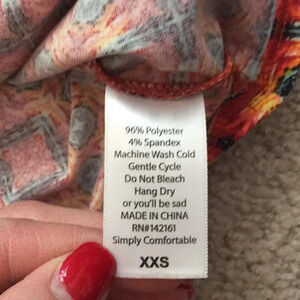 96% Polyester
4% Spandex
Machine Wash Cold
Gentle Cycle
Do Not Bleach
Hang Dry
or you'll be sad
MADE IN CHINA
RN#142161
Simply Comfortable
XXS